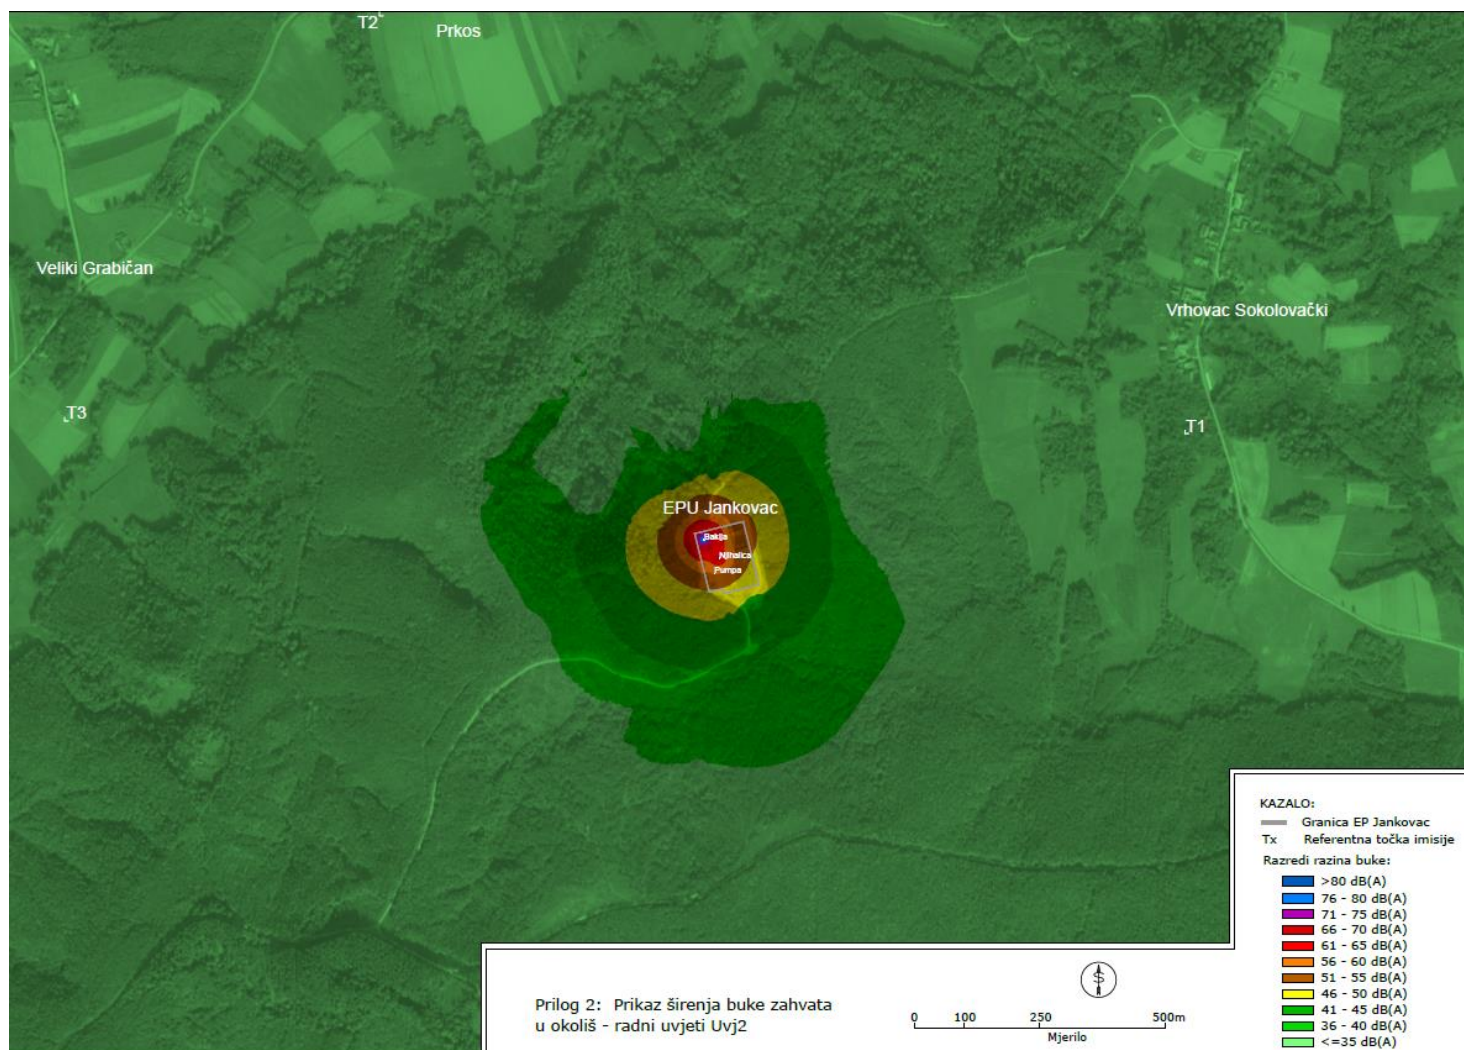 T2
Prkos
Veliki Grabičan
Vrhovac Sokolovački
T3
T1
EPU Jankovac
Baklja
Njihalica
Pumpa
KAZALO:
Granica EP Jankovac
Tx Referentna točka imisije
Razredi razina buke:
>80 dB(A)
76 - 80 dB(A)
71 - 75 dB(A)
66 - 70 dB(A)
61 - 65 dB(A)
56 - 60 dB(A)
51 - 55 dB(A)
46 - 50 dB(A)
41 - 45 dB(A)
36 - 40 dB(A)
<=35 dB(A)
Prilog 2: Prikaz širenja buke zahvata
u okoliš - radni uvjeti Uvj2
S
0 100 250 500m
Mjerilo